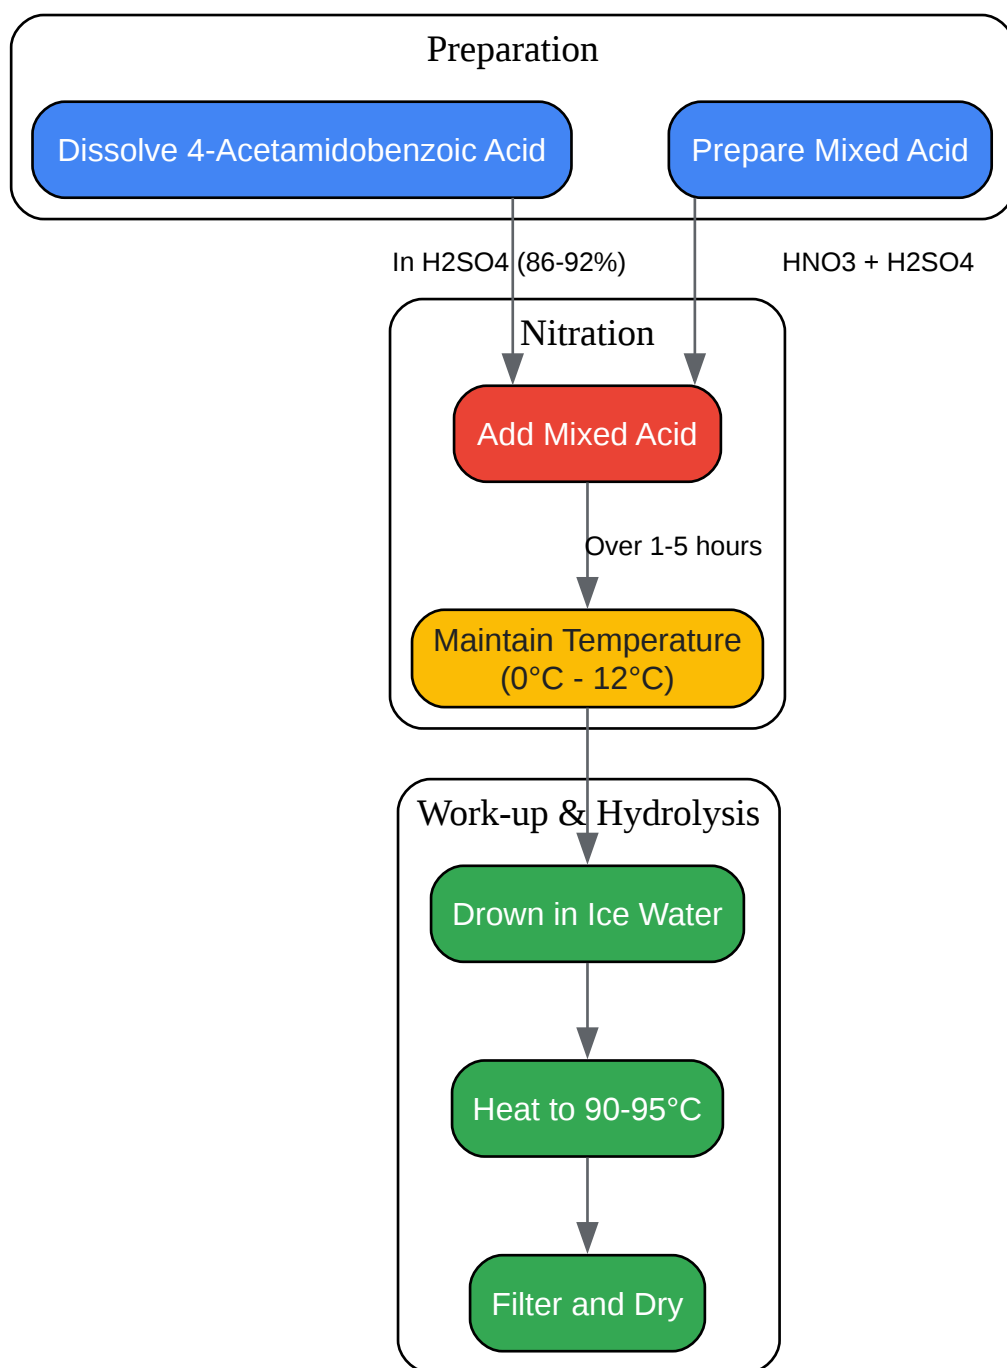 Preparation
Dissolve 4-Acetamidobenzoic Acid
Prepare Mixed Acid
In H2SO4 (86-92%)
HNO3 + H2SO4
Nitration
Add Mixed Acid
Over 1-5 hours
Maintain Temperature
(0°C - 12°C)
Work-up & Hydrolysis
Drown in Ice Water
Heat to 90-95°C
Filter and Dry